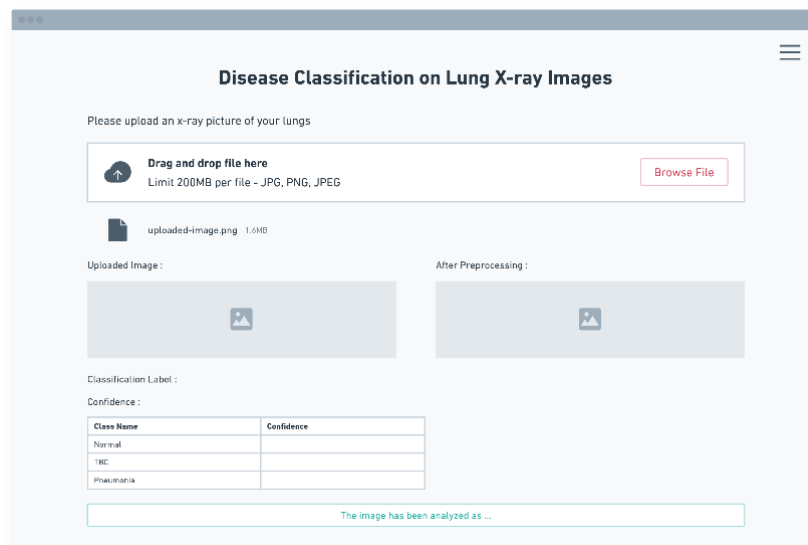 Disease Classification on Lung X-ray Images
Please upload an x-ray picture of your lungs
Drag and drop file here
Limit 200MB per file - JPG, PNG, JPEG
Browse File
uploaded-image.png 1.6MB
Uploaded Image :
After Preprocessing :
Classification Label :
Confidence :
Class Name Confidence
Normal
TBC
Pneumonia
The image has been analyzed as ...